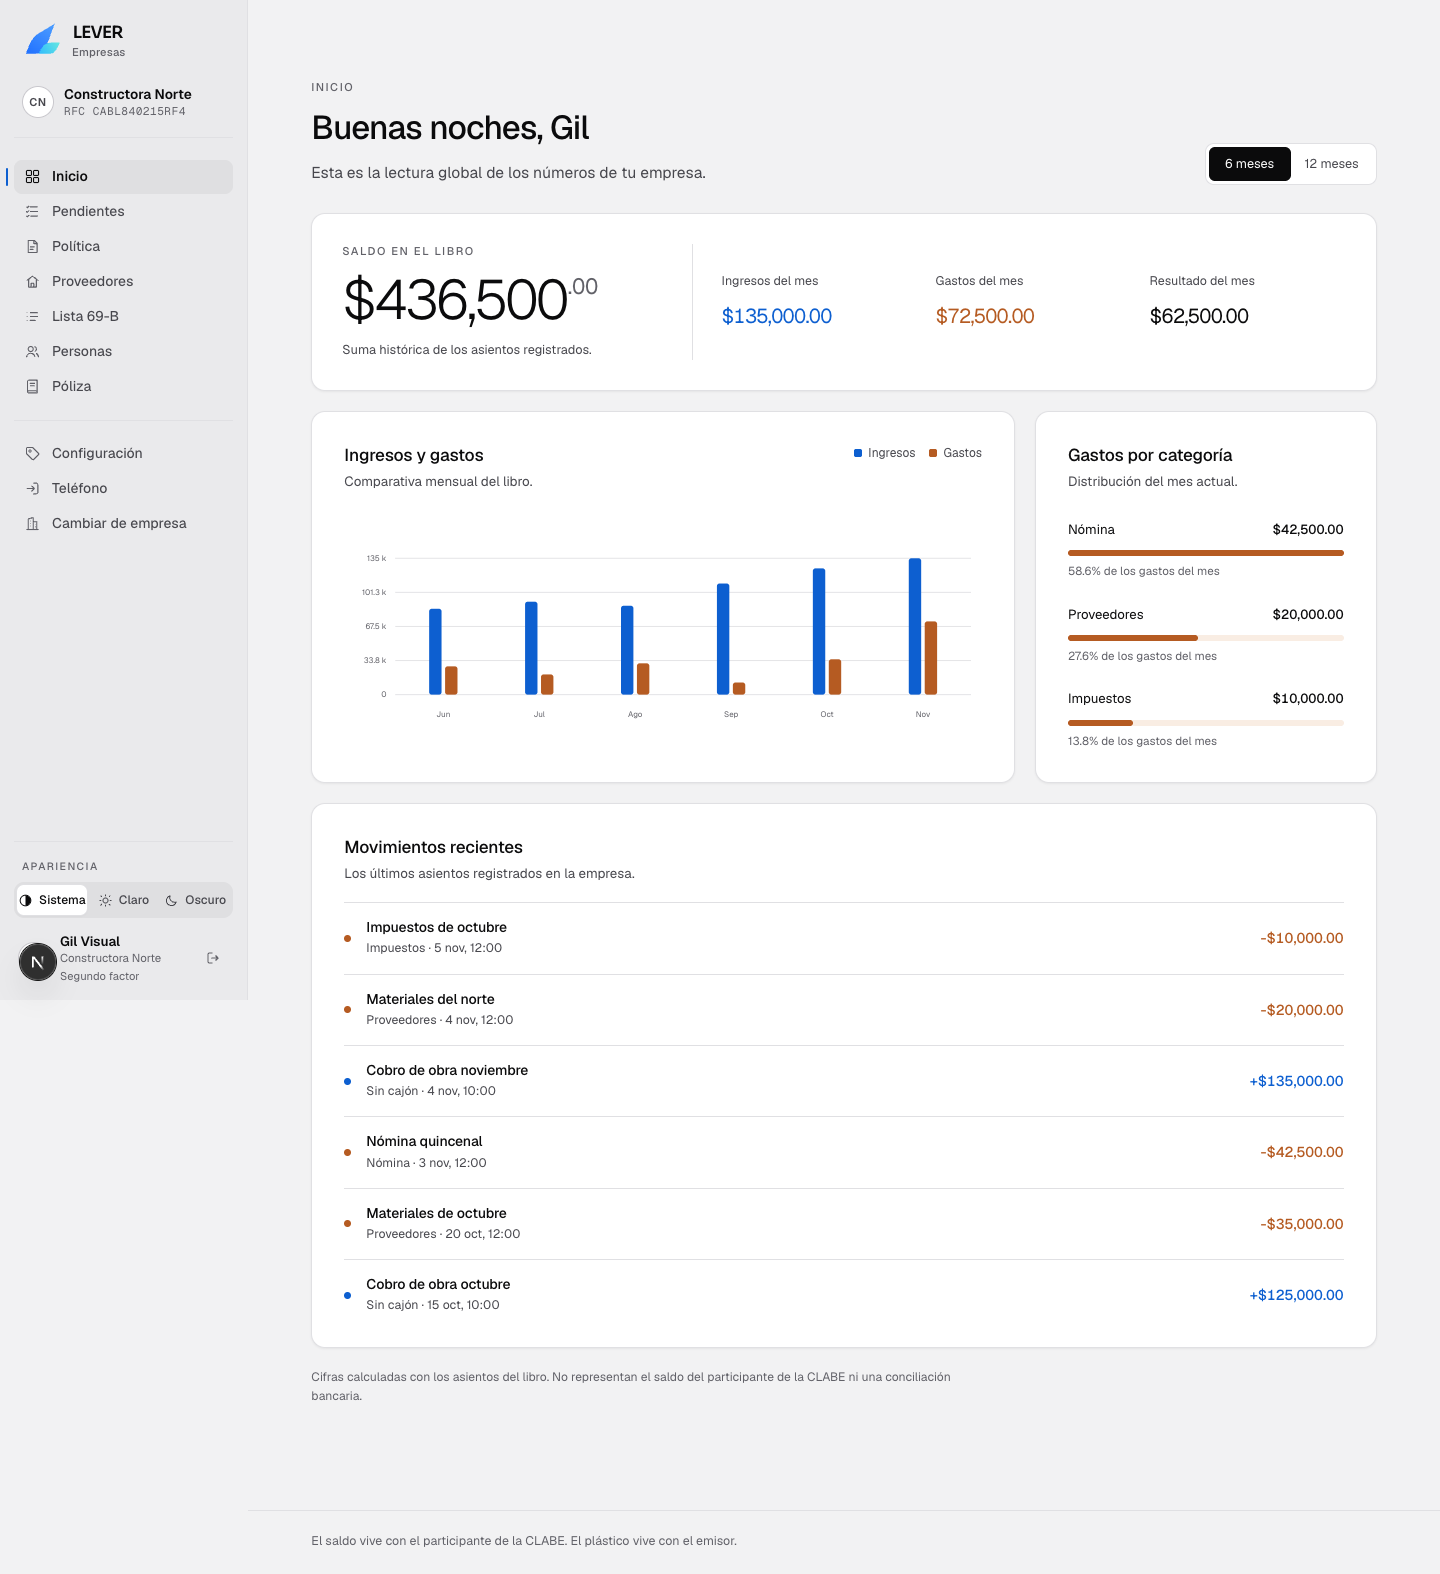 LEVER
Empresas
CN
Constructora Norte
RFC CABL840215RF4
Inicio
Pendientes
Política
Proveedores
Lista 69-B
Personas
Póliza
Configuración
Teléfono
Cambiar de empresa
APARIENCIA
Sistema
Claro
Oscuro
N
Gil Visual
Constructora Norte
Segundo factor
INICIO
Buenas noches, Gil
Esta es la lectura global de los números de tu empresa.
6 meses
12 meses
SALDO EN EL LIBRO
$436,500.00
Suma histórica de los asientos registrados.
Ingresos del mes
$135,000.00
Gastos del mes
$72,500.00
Resultado del mes
$62,500.00
Ingresos y gastos
Comparativa mensual del libro.
Ingresos
Gastos
135 k
101.3 k
67.5 k
33.8 k
0
Jun
Jul
Ago
Sep
Oct
Nov
Gastos por categoría
Distribución del mes actual.
Nómina $42,500.00
58.6% de los gastos del mes
Proveedores $20,000.00
27.6% de los gastos del mes
Impuestos $10,000.00
13.8% de los gastos del mes
Movimientos recientes
Los últimos asientos registrados en la empresa.
Impuestos de octubre
Impuestos · 5 nov, 12:00
-$10,000.00
Materiales del norte
Proveedores · 4 nov, 12:00
-$20,000.00
Cobro de obra noviembre
Sin cajón · 4 nov, 10:00
+$135,000.00
Nómina quincenal
Nómina · 3 nov, 12:00
-$42,500.00
Materiales de octubre
Proveedores · 20 oct, 12:00
-$35,000.00
Cobro de obra octubre
Sin cajón · 15 oct, 10:00
+$125,000.00
Cifras calculadas con los asientos del libro. No representan el saldo del participante de la CLABE ni una conciliación
bancaria.
El saldo vive con el participante de la CLABE. El plástico vive con el emisor.